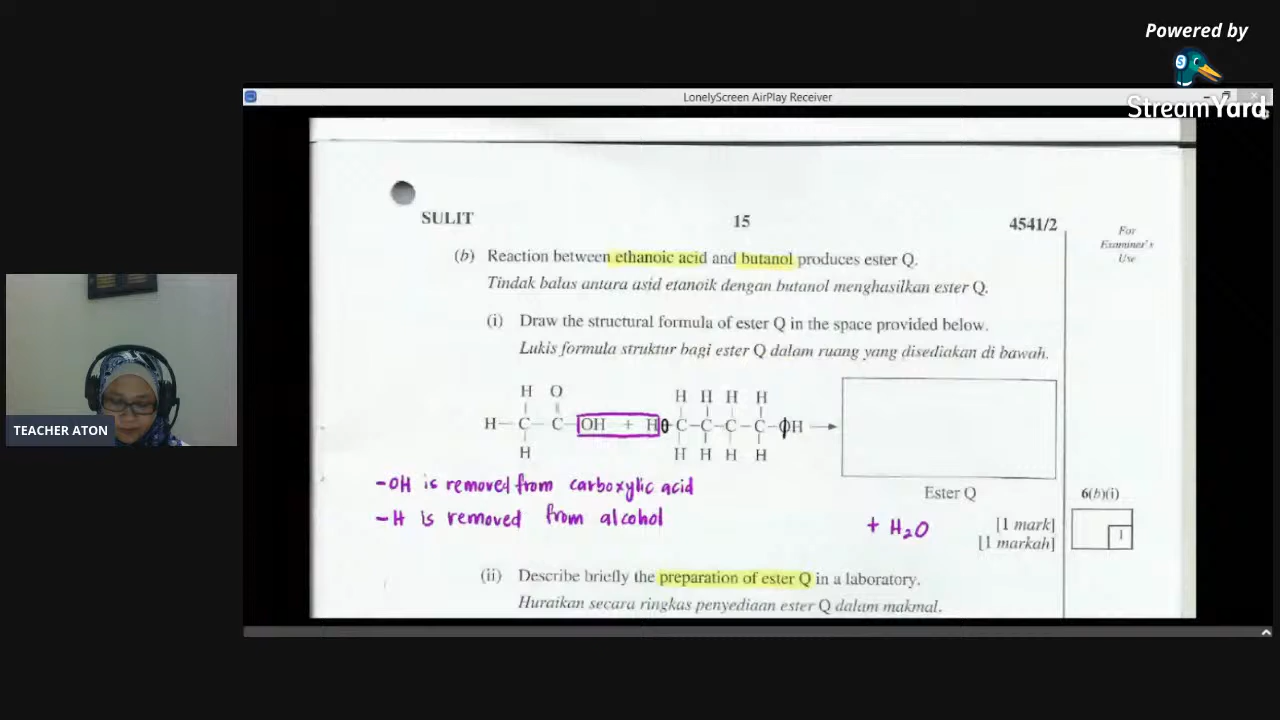 Powered by
StreamYard
LonelyScreen AirPlay Receiver
SULIT
15
4541/2
For
Examiner's
Use
(b) Reaction between ethanoic acid and butanol produces ester Q.
Tindak balas antara asid etanoik dengan butanol menghasilkan ester Q.
(i) Draw the structural formula of ester Q in the space provided below.
Lukis formula struktur bagi ester Q dalam ruang yang disediakan di bawah.
H O H H H H
H—C—C—OH + HO—C—C—C—C—OH →
H H H H H
TEACHER ATON
-OH is removed from carboxylic acid
-H is removed from alcohol
Ester Q
6(b)(i)
+ H₂O
[1 mark]
[1 markah]
1
(ii) Describe briefly the preparation of ester Q in a laboratory.
Huraikan secara ringkas penyediaan ester Q dalam makmal.